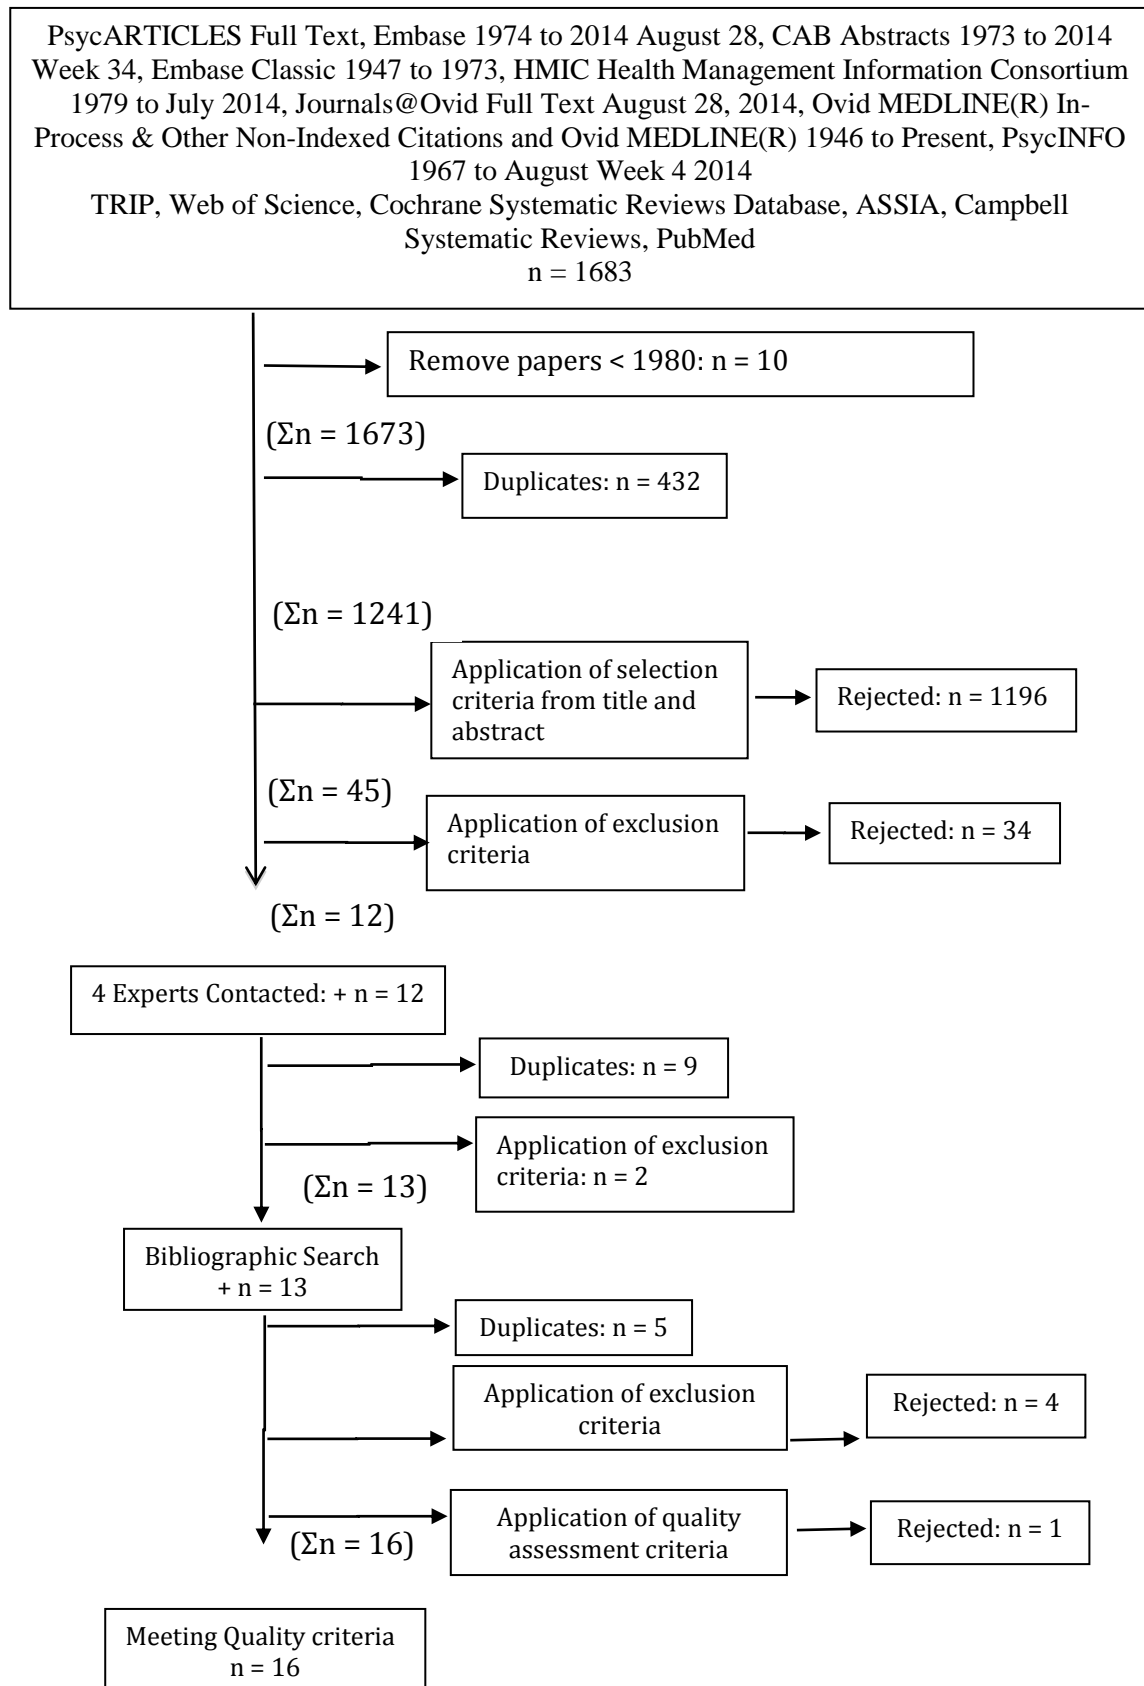 PsycARTICLES Full Text, Embase 1974 to 2014 August 28, CAB Abstracts 1973 to 2014
Week 34, Embase Classic 1947 to 1973, HMIC Health Management Information Consortium
1979 to July 2014, Journals@Ovid Full Text August 28, 2014, Ovid MEDLINE(R) In-
Process & Other Non-Indexed Citations and Ovid MEDLINE(R) 1946 to Present, PsycINFO
1967 to August Week 4 2014
TRIP, Web of Science, Cochrane Systematic Reviews Database, ASSIA, Campbell
Systematic Reviews, PubMed
n = 1683
Remove papers < 1980: n = 10
(Σn = 1673)
Duplicates: n = 432
(Σn = 1241)
Application of selection
criteria from title and
abstract
Rejected: n = 1196
(Σn = 45)
Application of exclusion
criteria
Rejected: n = 34
(Σn = 12)
4 Experts Contacted: + n = 12
Duplicates: n = 9
Application of exclusion
criteria: n = 2
(Σn = 13)
Bibliographic Search
+ n = 13
Duplicates: n = 5
Application of exclusion
criteria
Rejected: n = 4
Application of quality
assessment criteria
Rejected: n = 1
(Σn = 16)
Meeting Quality criteria
n = 16